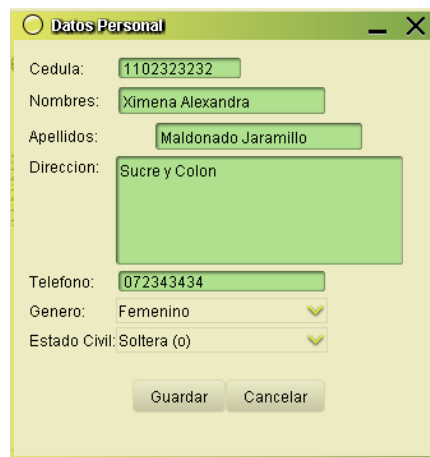 Datos Personal
Cedula: 1102323232
Nombres: Ximena Alexandra
Apellidos: Maldonado Jaramillo
Direccion: Sucre y Colon
Telefono: 072343434
Genero: Femenino
Estado Civil: Soltera (o)
Guardar Cancelar